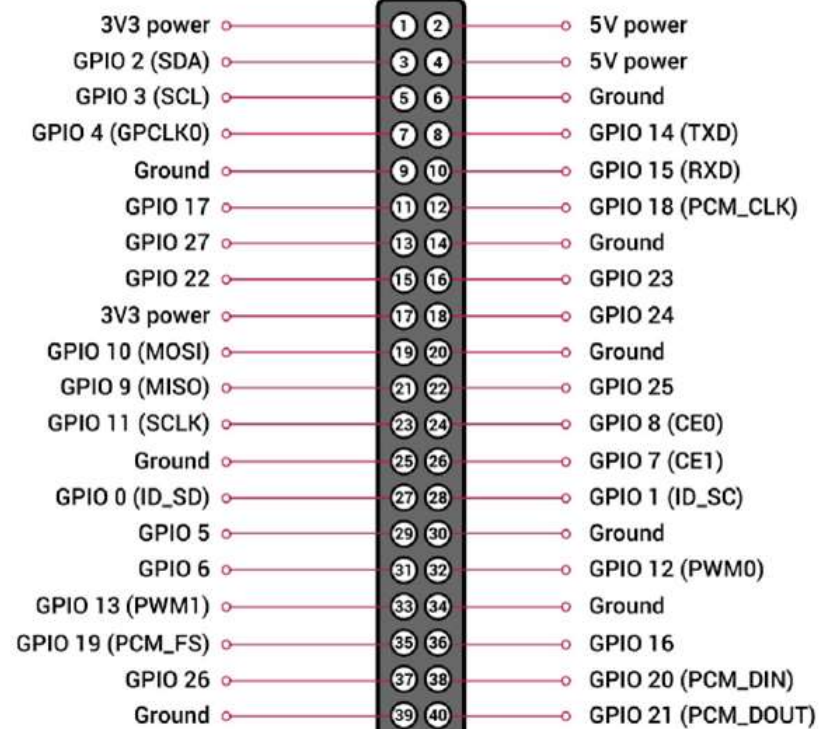 3V3 power 1 2 5V power
GPIO 2 (SDA) 3 4 5V power
GPIO 3 (SCL) 5 6 Ground
GPIO 4 (GPCLK0) 7 8 GPIO 14 (TXD)
Ground 9 10 GPIO 15 (RXD)
GPIO 17 11 12 GPIO 18 (PCM_CLK)
GPIO 27 13 14 Ground
GPIO 22 15 16 GPIO 23
3V3 power 17 18 GPIO 24
GPIO 10 (MOSI) 19 20 Ground
GPIO 9 (MISO) 21 22 GPIO 25
GPIO 11 (SCLK) 23 24 GPIO 8 (CE0)
Ground 25 26 GPIO 7 (CE1)
GPIO 0 (ID_SD) 27 28 GPIO 1 (ID_SC)
GPIO 5 29 30 Ground
GPIO 6 31 32 GPIO 12 (PWM0)
GPIO 13 (PWM1) 33 34 Ground
GPIO 19 (PCM_FS) 35 36 GPIO 16
GPIO 26 37 38 GPIO 20 (PCM_DIN)
Ground 39 40 GPIO 21 (PCM_DOUT)